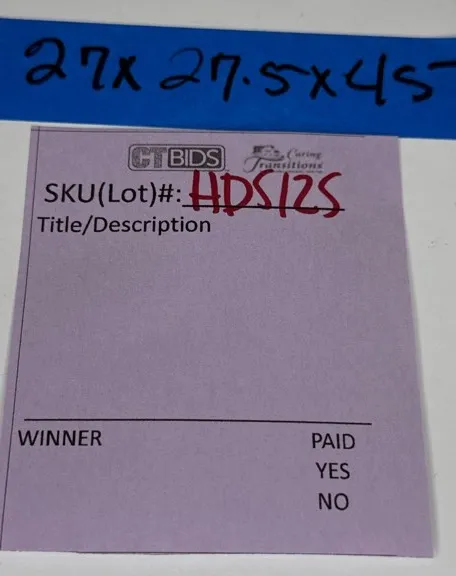 27x 27.5x45
CTBIDS Caring
Transitions
SKU(Lot)#: HDS125
Title/Description
WINNER PAID
YES
NO